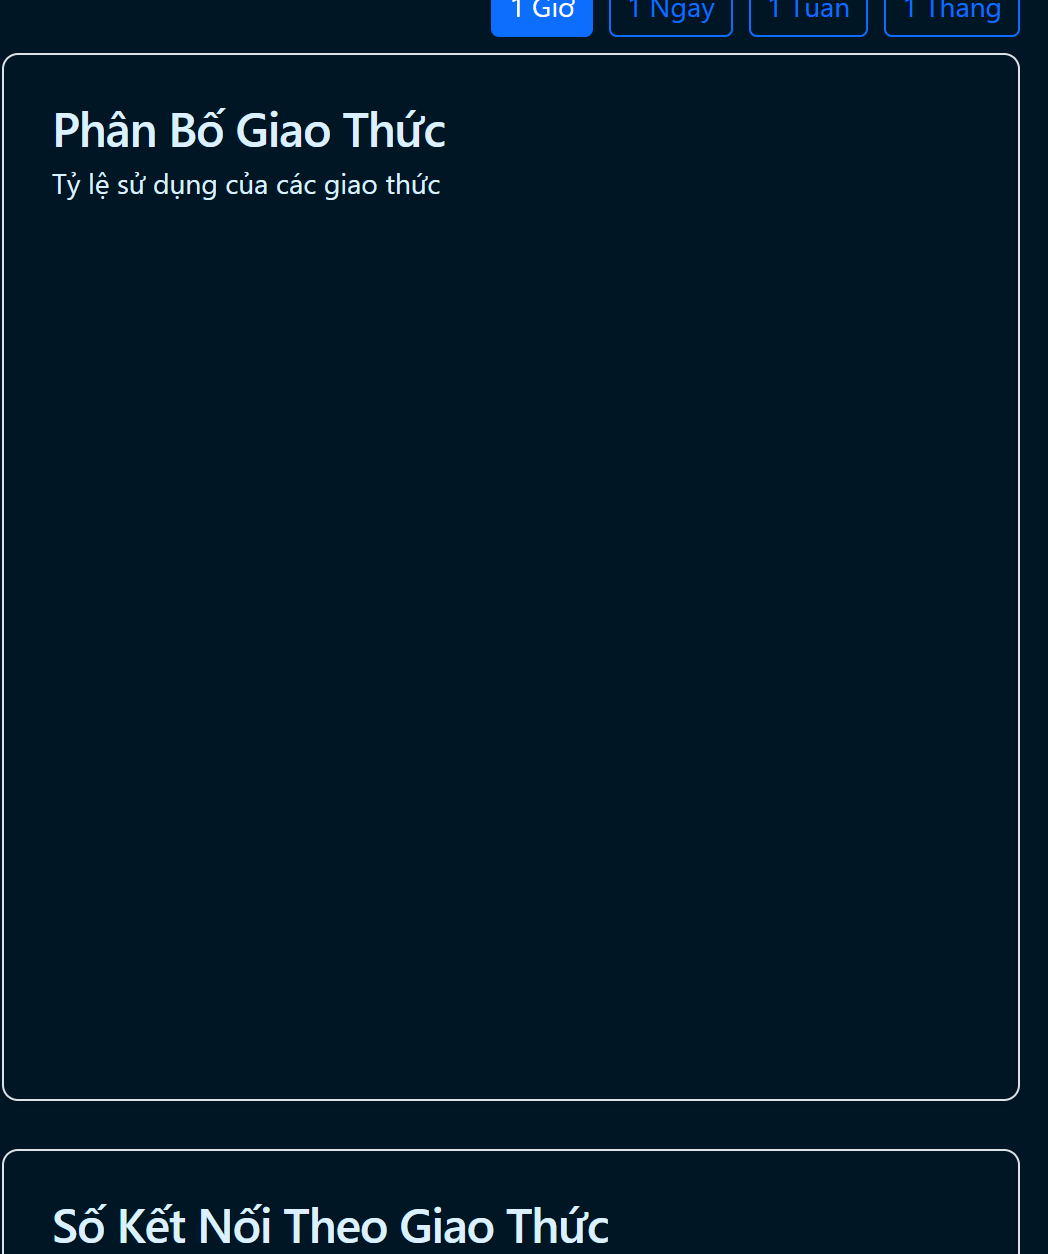 1 Giờ 1 Ngày 1 Tuần 1 Tháng
Phân Bố Giao Thức
Tỷ lệ sử dụng của các giao thức
Số Kết Nối Theo Giao Thức